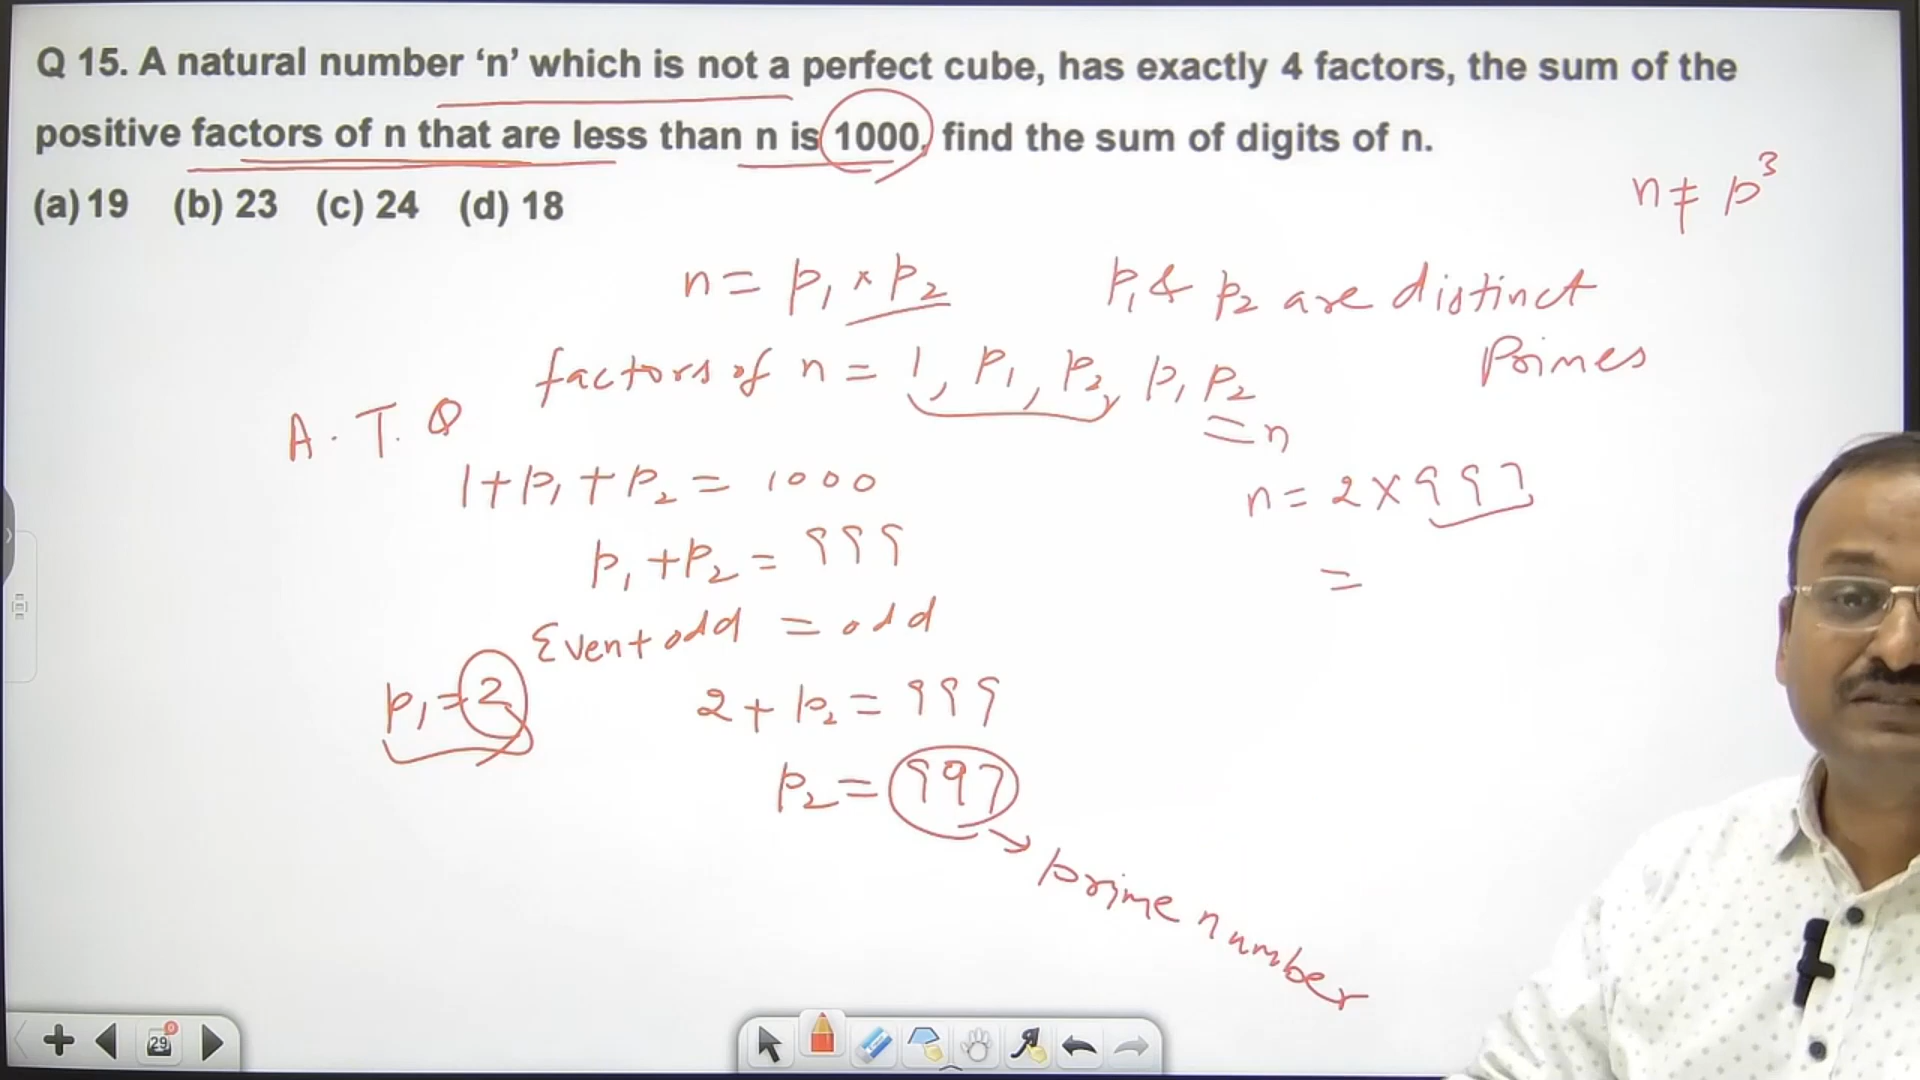 Q 15. A natural number ‘n’ which is not a perfect cube, has exactly 4 factors, the sum of the
positive factors of n that are less than n is 1000, find the sum of digits of n.
(a) 19 (b) 23 (c) 24 (d) 18
n ≠ p³
n = p₁ × p₂
p₁ & p₂ are distinct
Primes
factors of n = 1, p₁, p₂, p₁p₂
= n
A.T.Q
1+p₁+p₂ = 1000
n = 2×997
p₁+p₂ = 999
=
Even+odd = odd
p₁=2
2+p₂ = 999
p₂ = 997
prime number
29
0